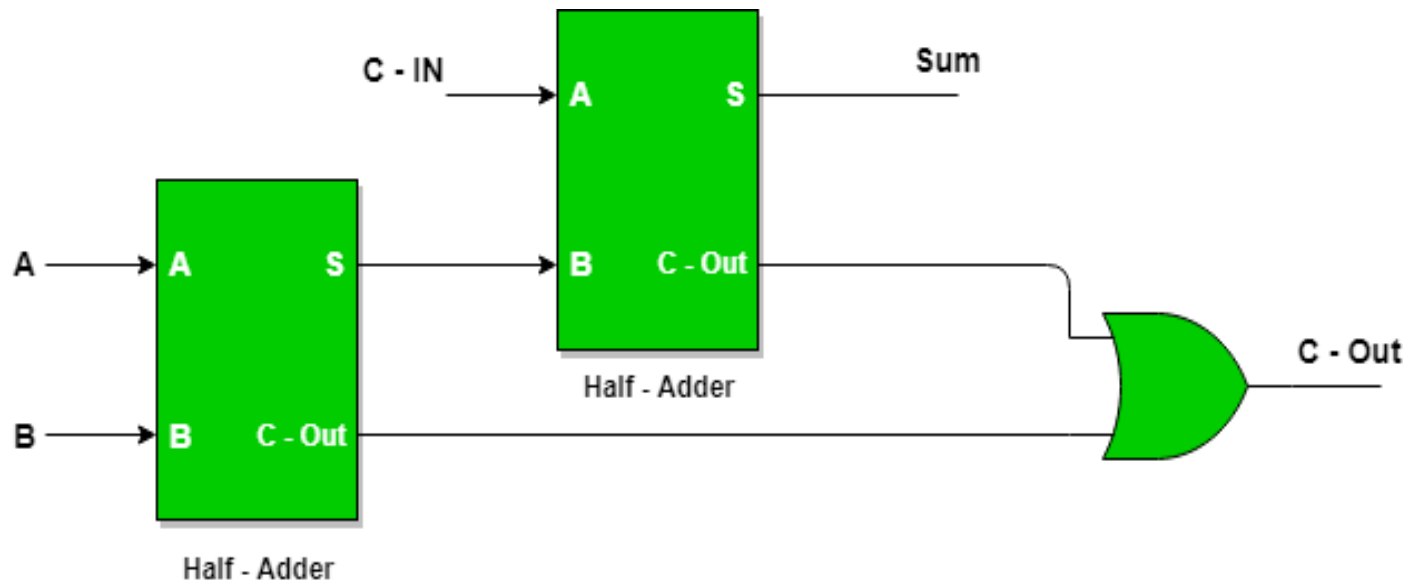 C - IN
Sum
A
S
A
A
S
B
C - Out
C - Out
Half - Adder
B
B
C - Out
Half - Adder